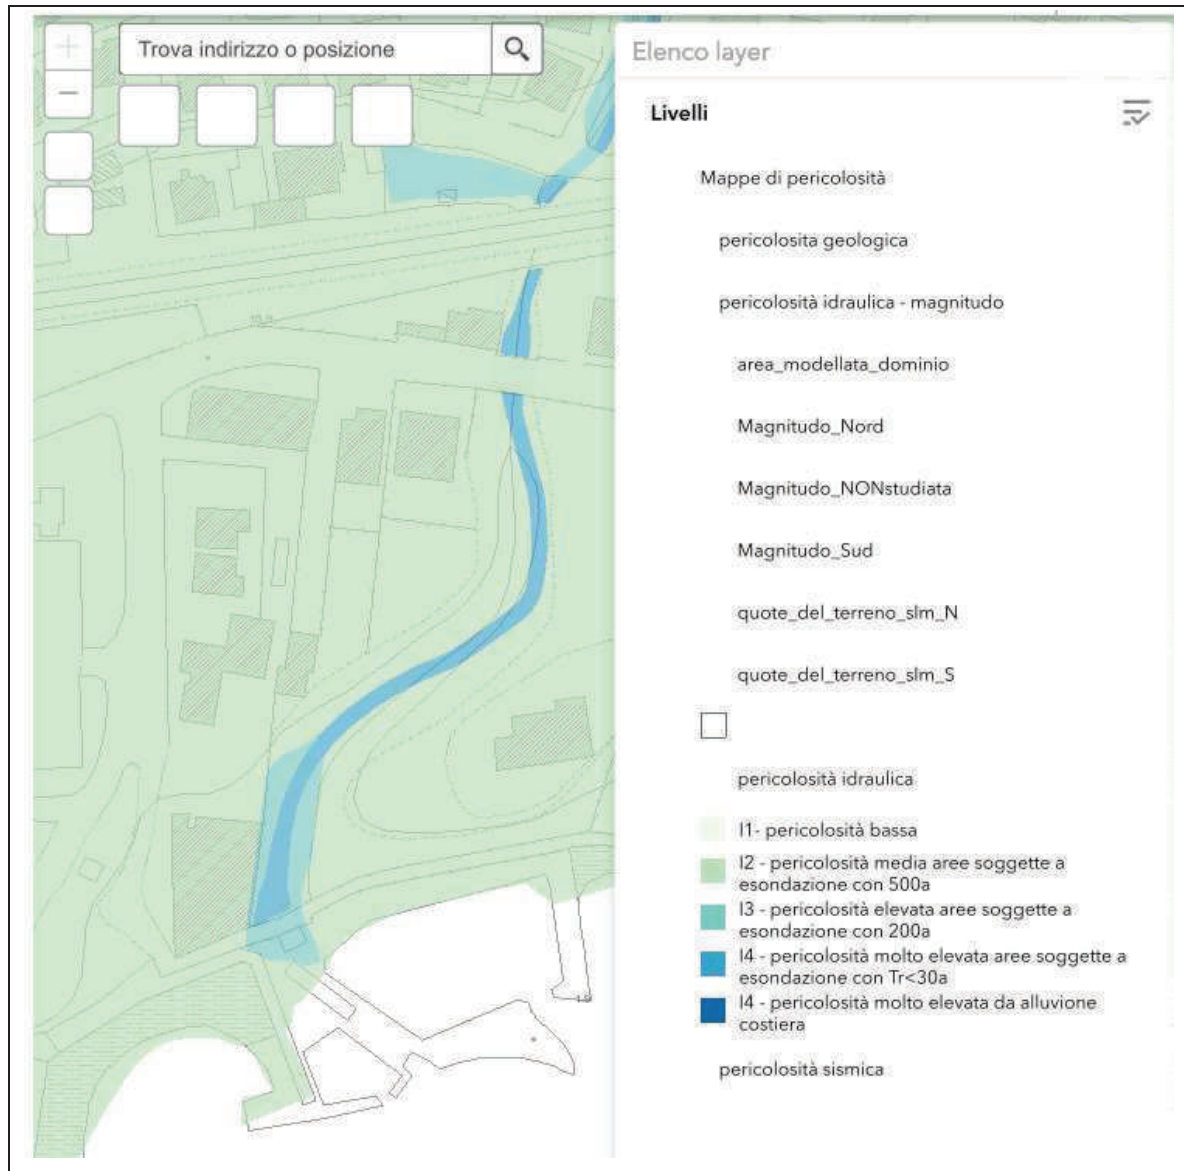 Trova indirizzo o posizione
Elenco layer
Livelli
Mappe di pericolosità
pericolosita geologica
pericolosità idraulica - magnitudo
area_modellata_dominio
Magnitudo_Nord
Magnitudo_NONstudiata
Magnitudo_Sud
quote_del_terreno_slm_N
quote_del_terreno_slm_S
pericolosità idraulica
I1- pericolosità bassa
I2 - pericolosità media aree soggette a
esondazione con 500a
I3 - pericolosità elevata aree soggette a
esondazione con 200a
I4 - pericolosità molto elevata aree soggette a
esondazione con Tr<30a
I4 - pericolosità molto elevata da alluvione
costiera
pericolosità sismica